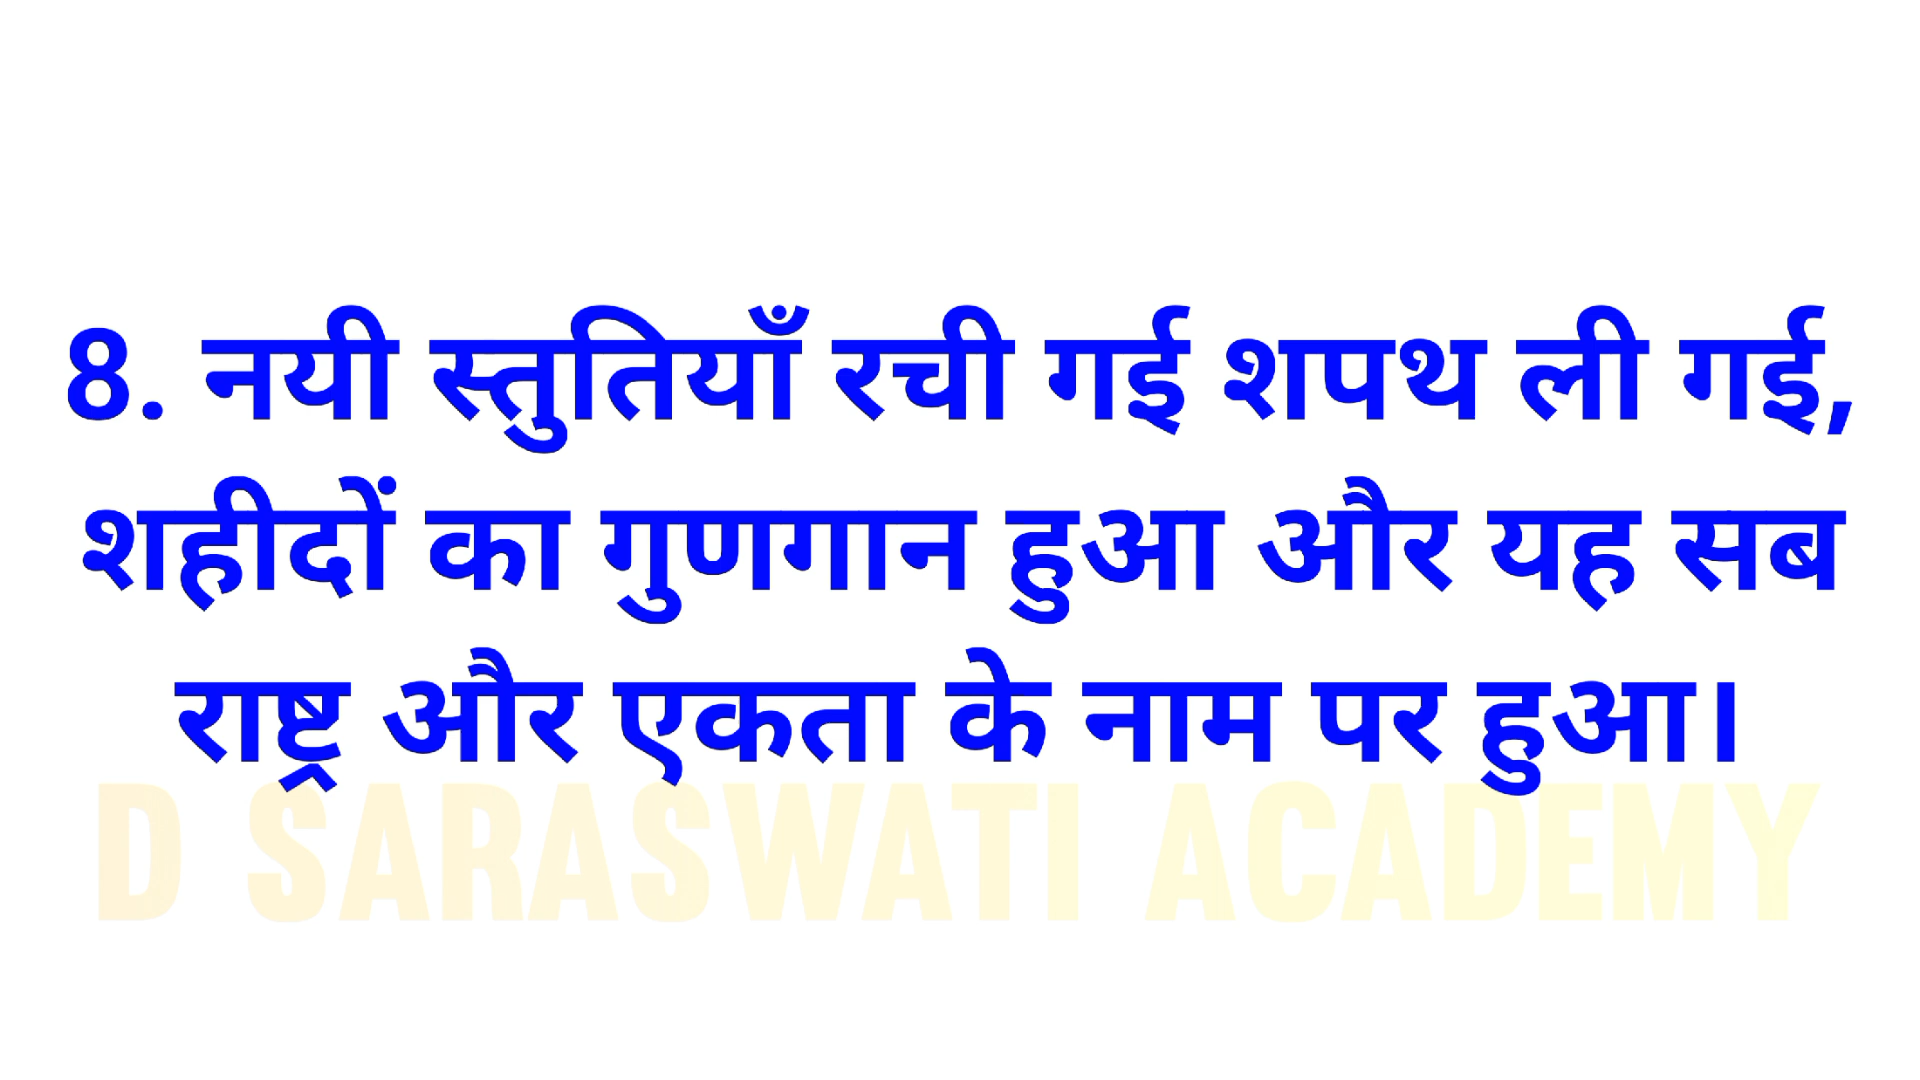 8. नयी स्तुतियाँ रची गई शपथ ली गई,
शहीदों का गुणगान हुआ और यह सब
राष्ट्र और एकता के नाम पर हुआ।
D SARASWATI ACADEMY